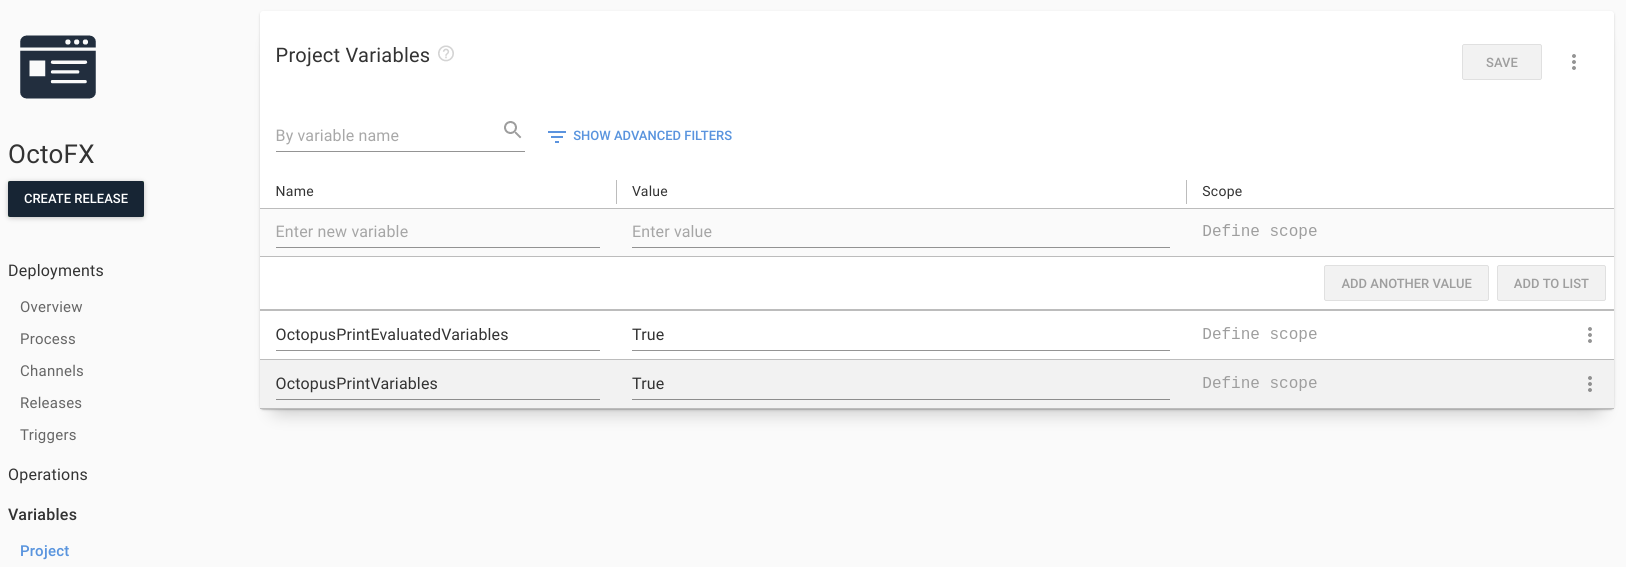 OctoFX
CREATE RELEASE
Deployments
Overview
Process
Channels
Releases
Triggers
Operations
Variables
Project
Project Variables ?
SAVE
By variable name
SHOW ADVANCED FILTERS
Name Value Scope
Enter new variable Enter value Define scope
ADD ANOTHER VALUE ADD TO LIST
OctopusPrintEvaluatedVariables True Define scope
OctopusPrintVariables True Define scope